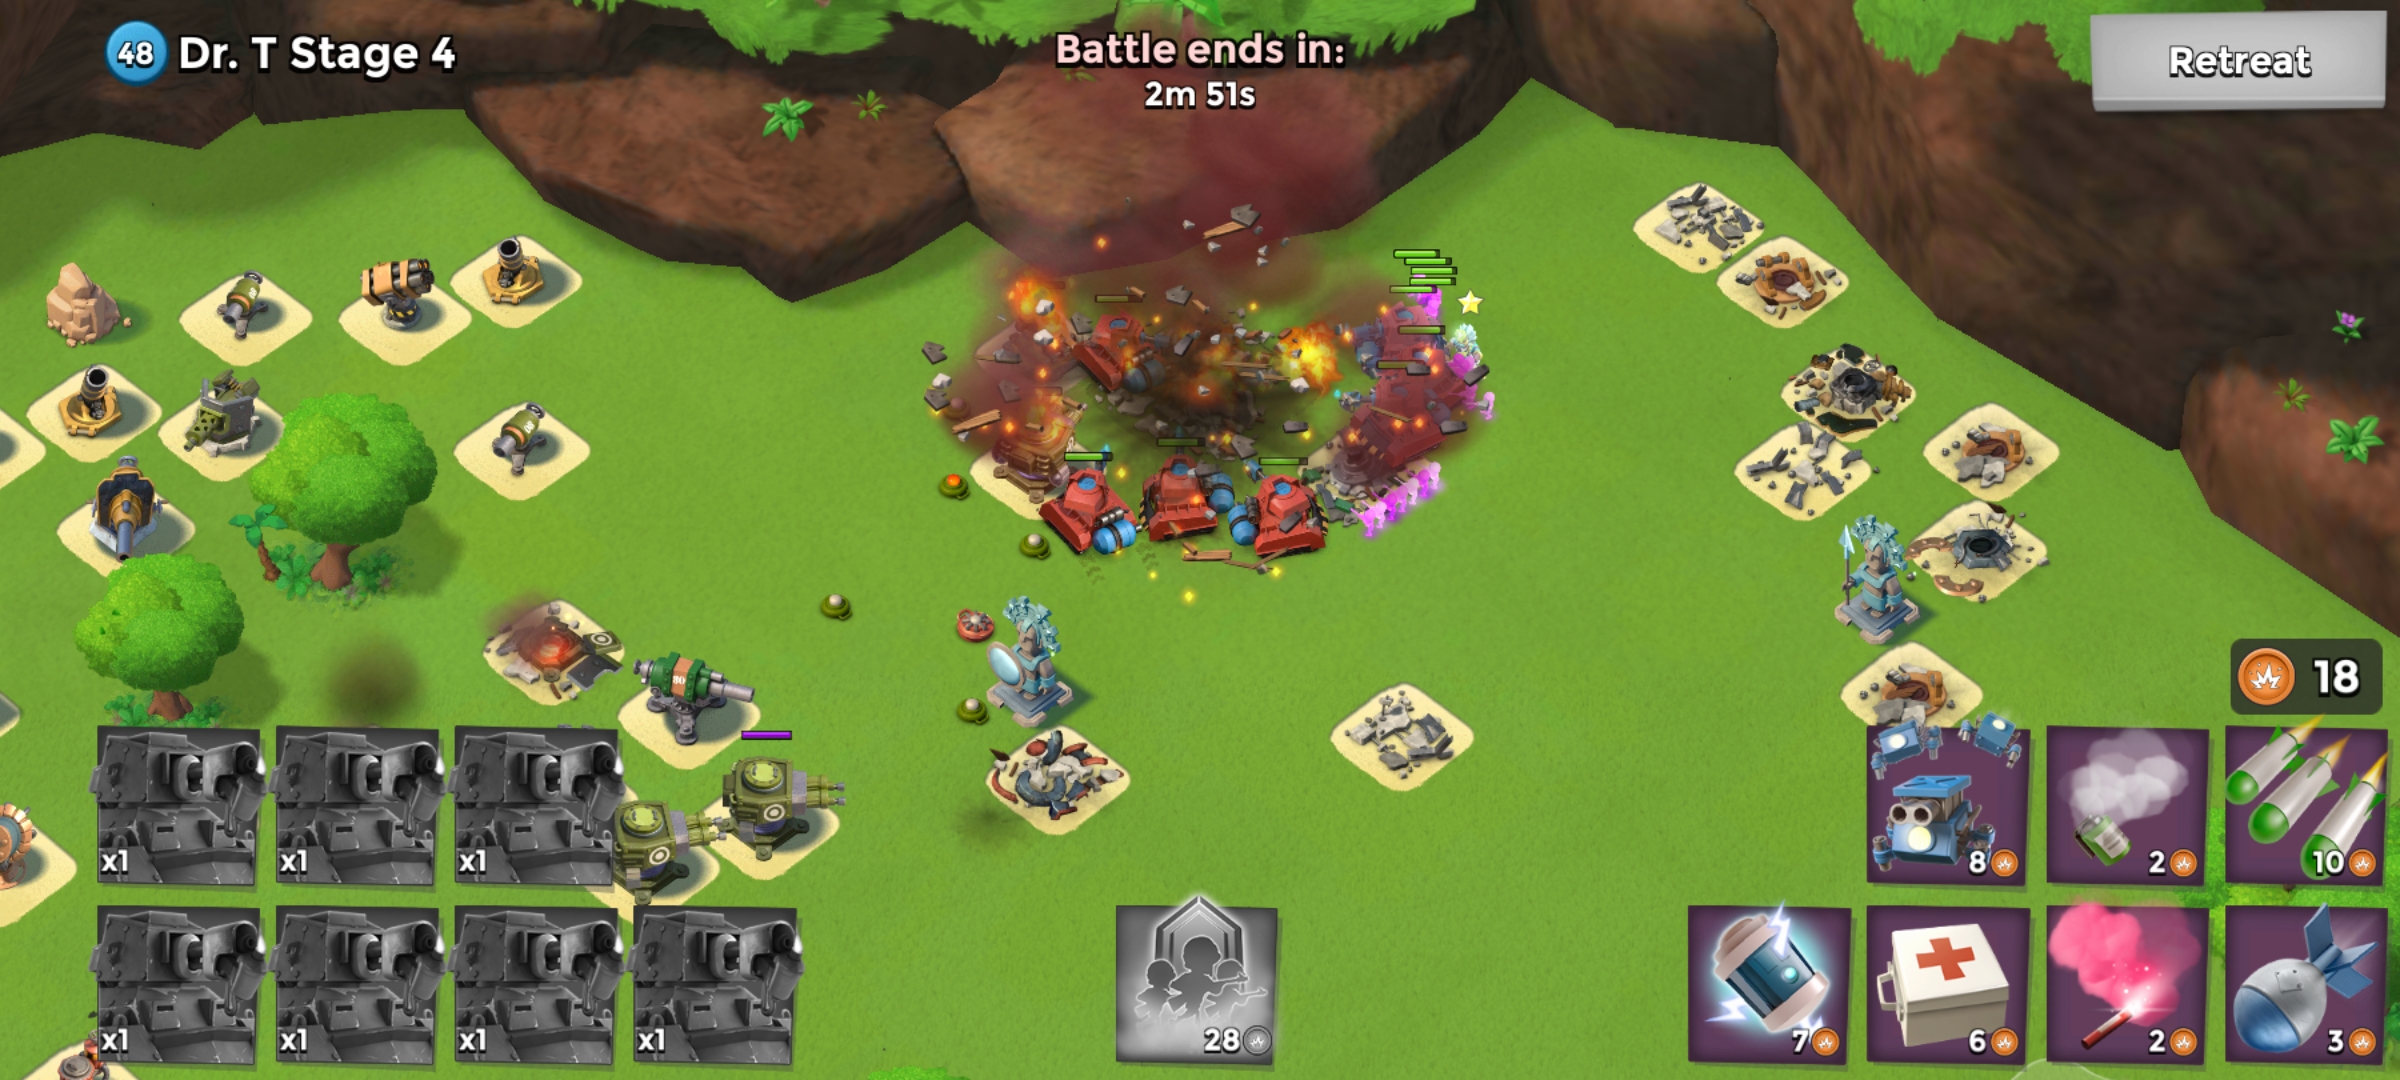 48 Dr. T Stage 4
Battle ends in:
2m 51s
Retreat
18
80
x1 x1 x1
8 2 10
x1 x1 x1 x1
28
7 6 2 3